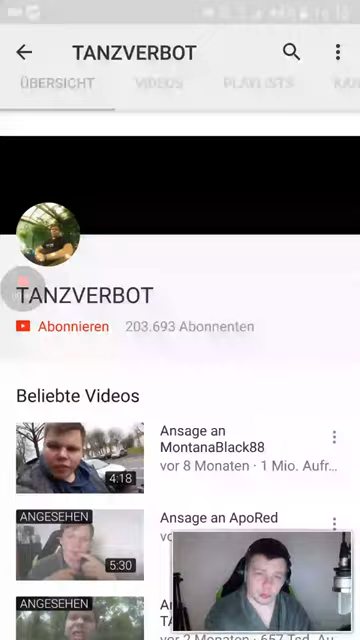 TANZVERBOT
ÜBERSICHT VIDEOS PLAYLISTS
TANZVERBOT
Abonnieren 203.693 Abonnenten
Beliebte Videos
Ansage an
MontanaBlack88
vor 8 Monaten · 1 Mio. Aufr...
4:18
ANGESEHEN
Ansage an ApoRed
5:30
ANGESEHEN